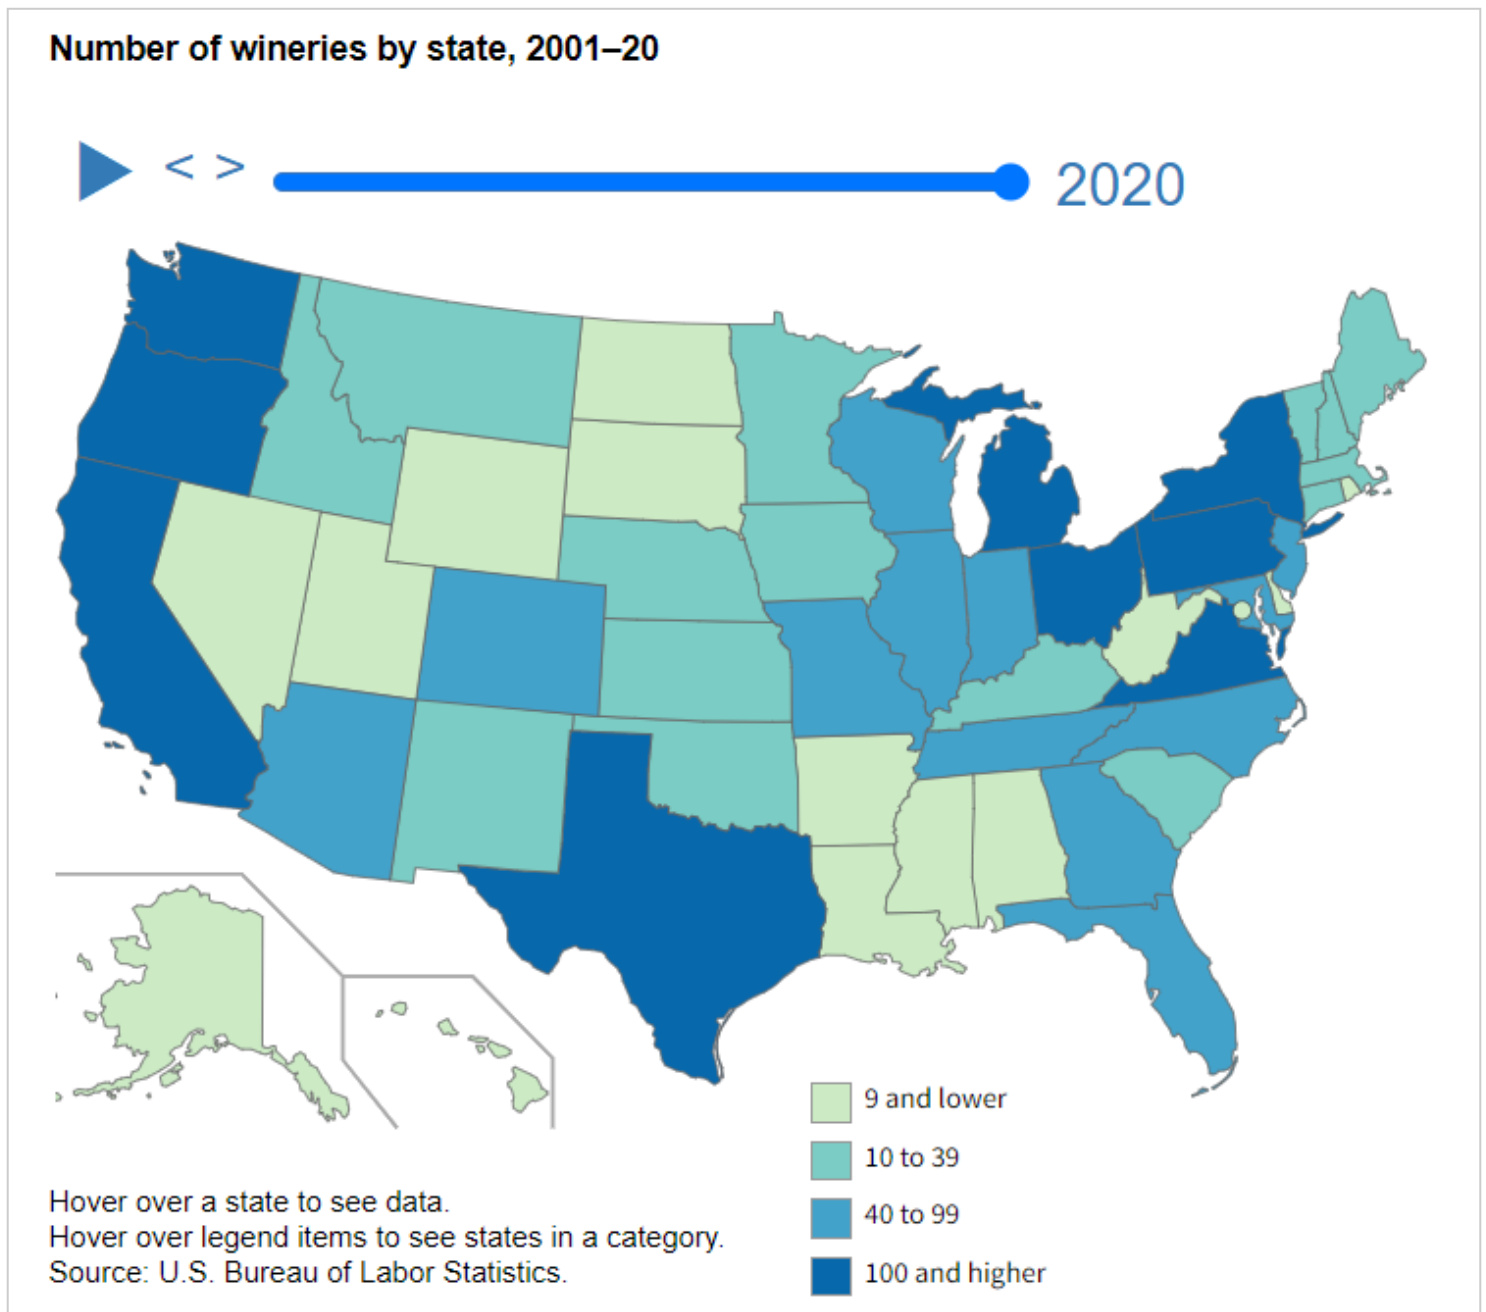 Number of wineries by state, 2001–20
< >
2020
9 and lower
10 to 39
40 to 99
100 and higher
Hover over a state to see data.
Hover over legend items to see states in a category.
Source: U.S. Bureau of Labor Statistics.